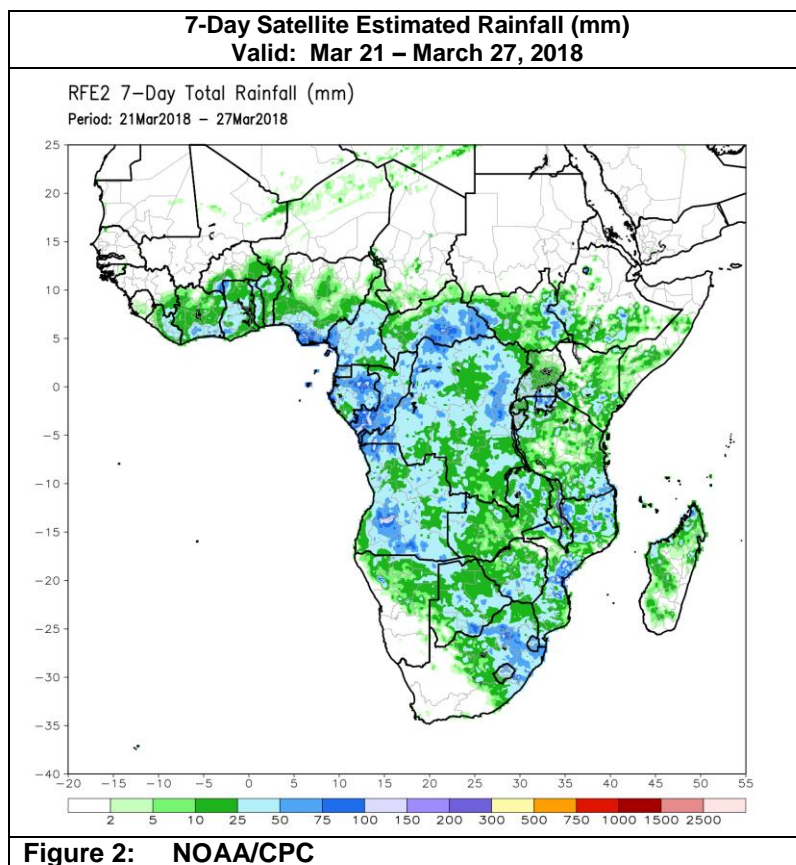 7-Day Satellite Estimated Rainfall (mm)
Valid: Mar 21 – March 27, 2018
RFE2 7-Day Total Rainfall (mm)
Period: 21Mar2018 – 27Mar2018
25
20
15
10
5
0
-5
-10
-15
-20
-25
-30
-35
-40
-20 -15 -10 -5 0 5 10 15 20 25 30 35 40 45 50 55
2 5 10 25 50 75 100 150 200 300 500 750 1000 1500 2500
Figure 2: NOAA/CPC